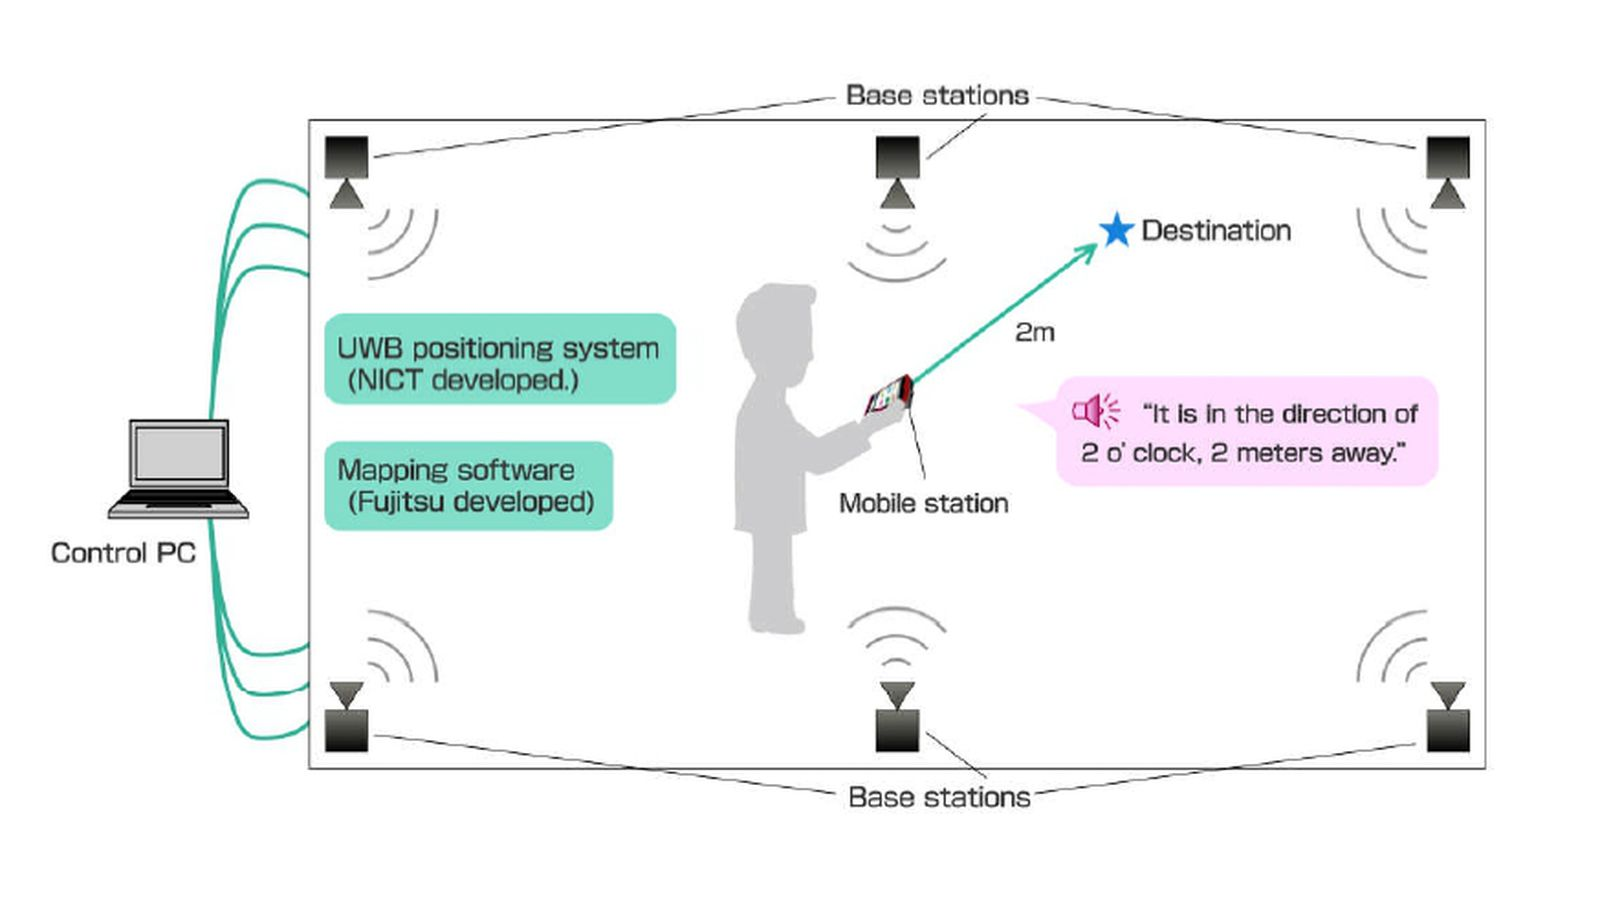 Base stations
Destination
2m
UWB positioning system
(NICT developed.)
“It is in the direction of
2 o’ clock, 2 meters away.”
Mapping software
(Fujitsu developed)
Mobile station
Control PC
Base stations